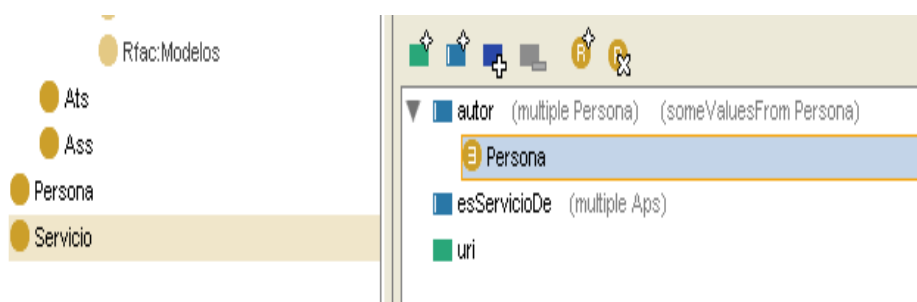 Rfac:Modelos
Ats
Ass
Persona
Servicio
autor (multiple Persona) (someValuesFrom Persona)
Persona
esServicioDe (multiple Aps)
uri